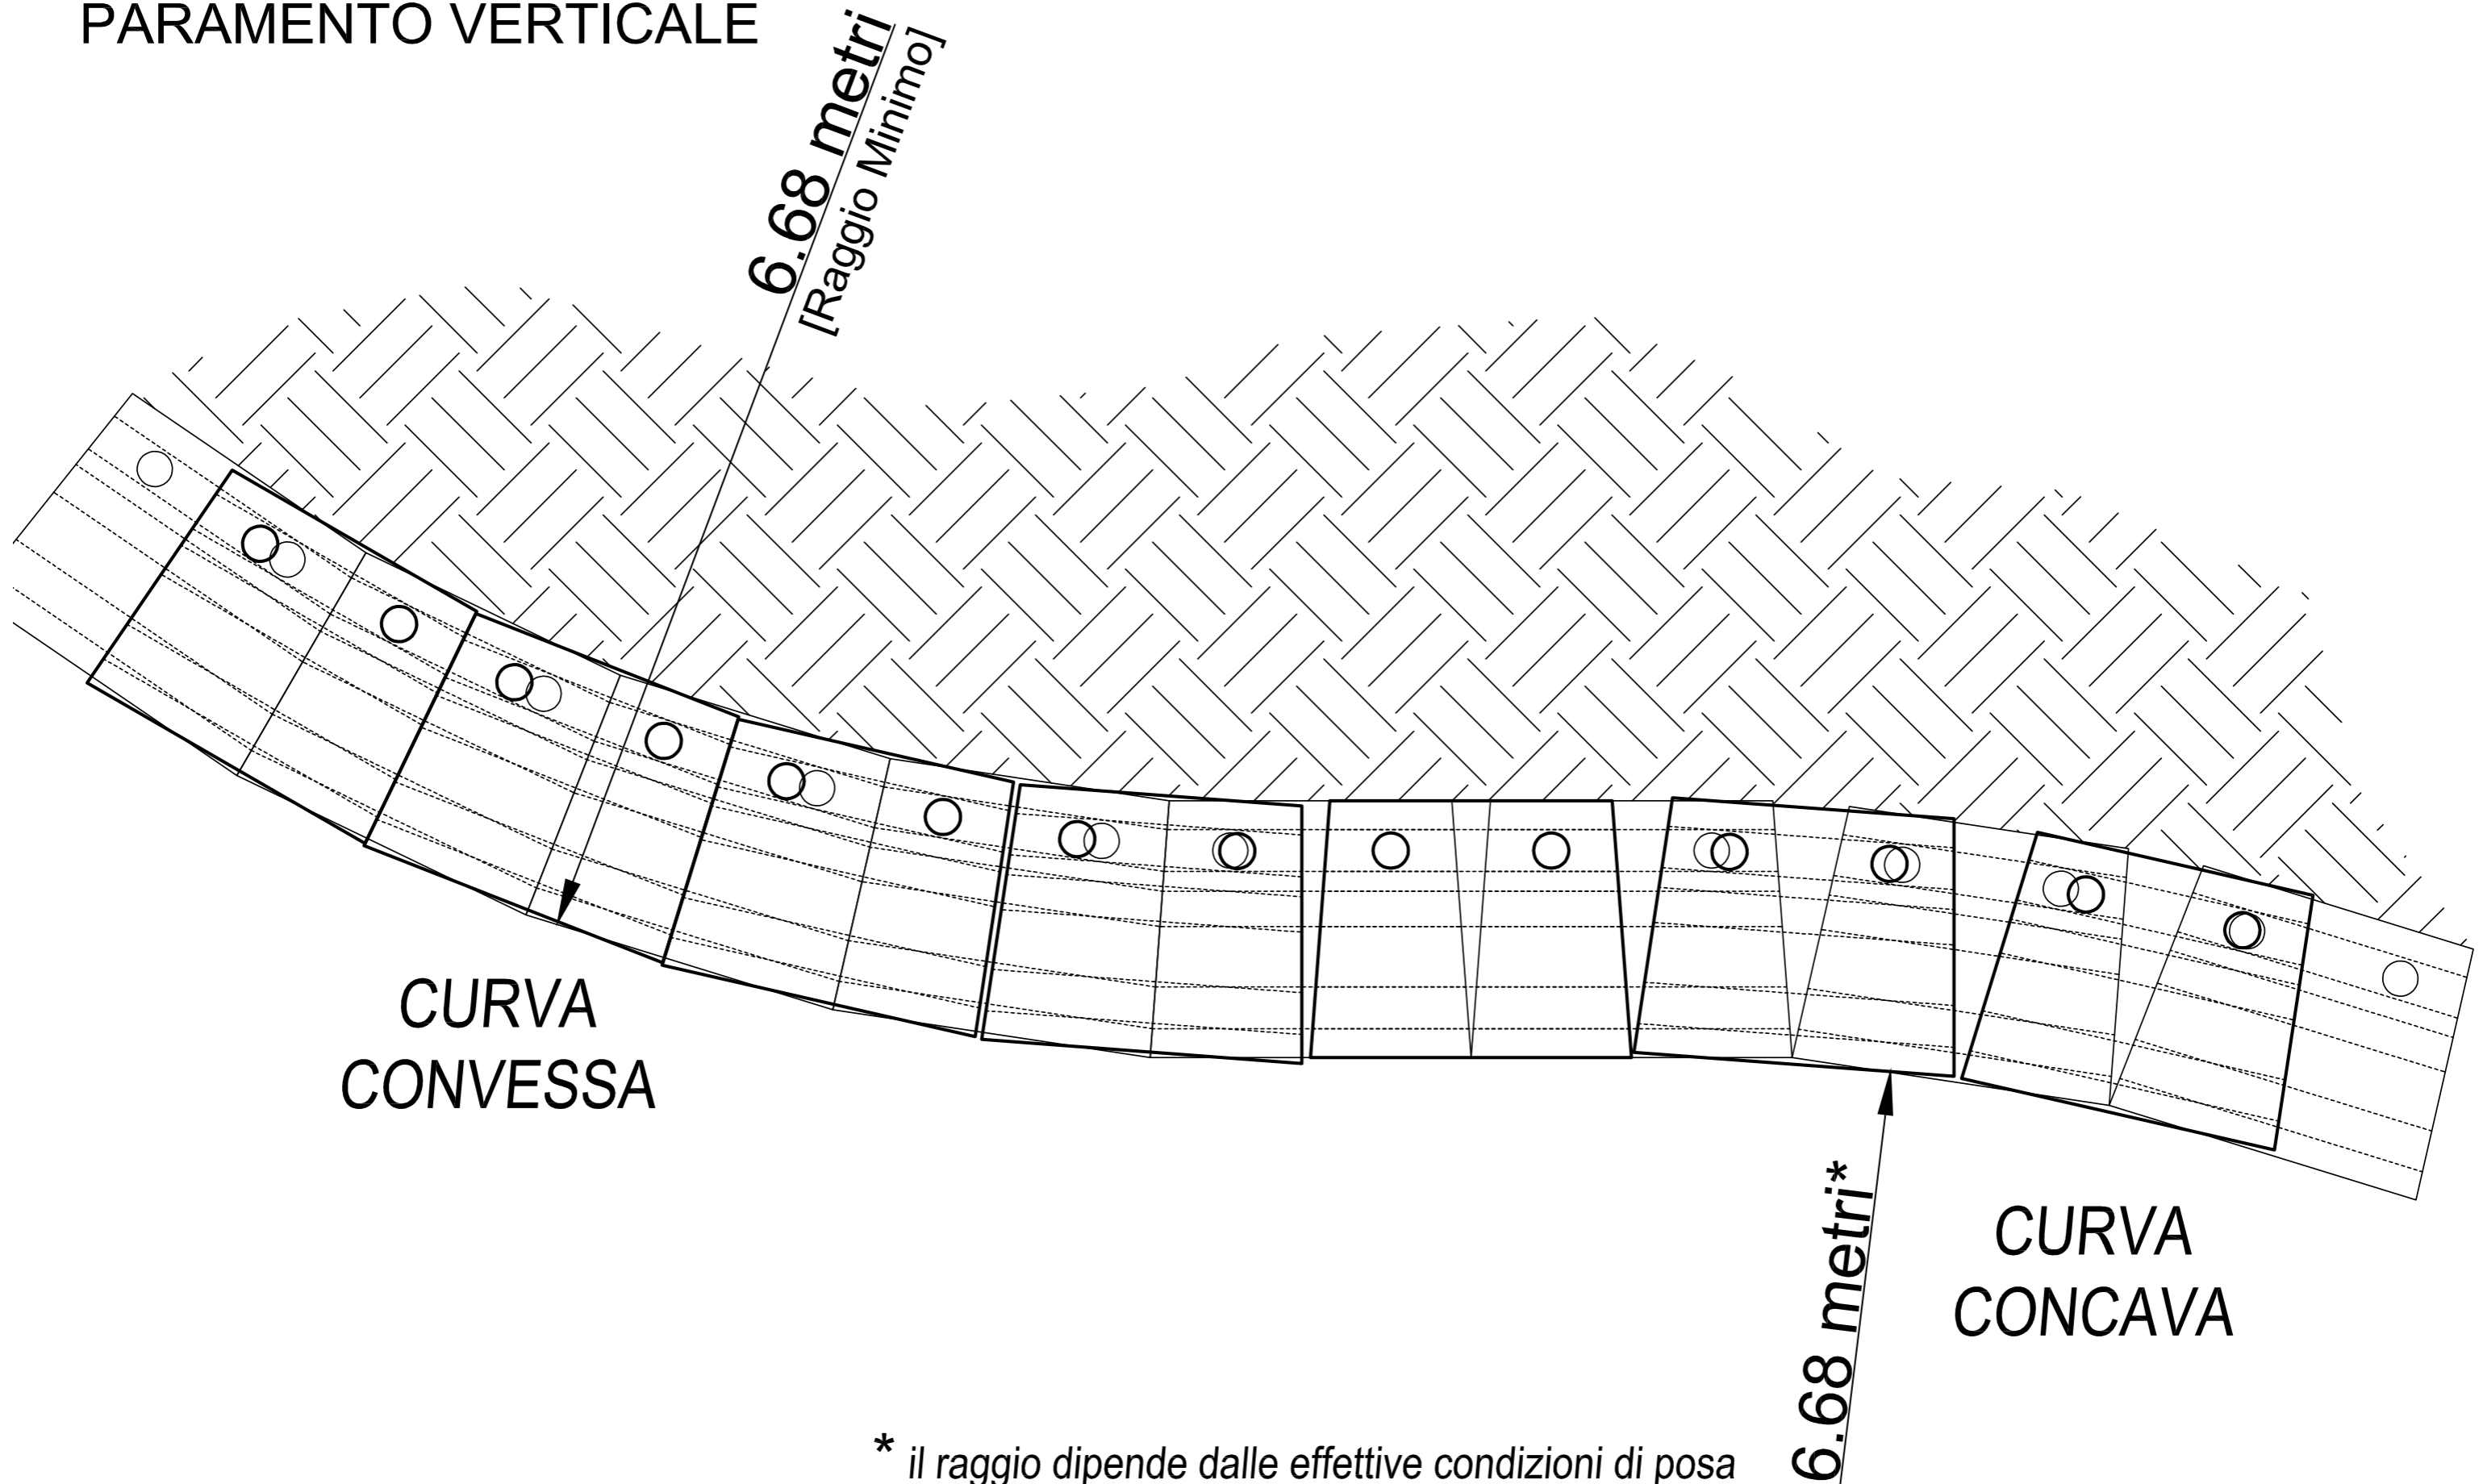 PARAMENTO VERTICALE
6.68 metri
[Raggio Minimo]
CURVA
CONVESSA
6.68 metri*
CURVA
CONCAVA
* il raggio dipende dalle effettive condizioni di posa